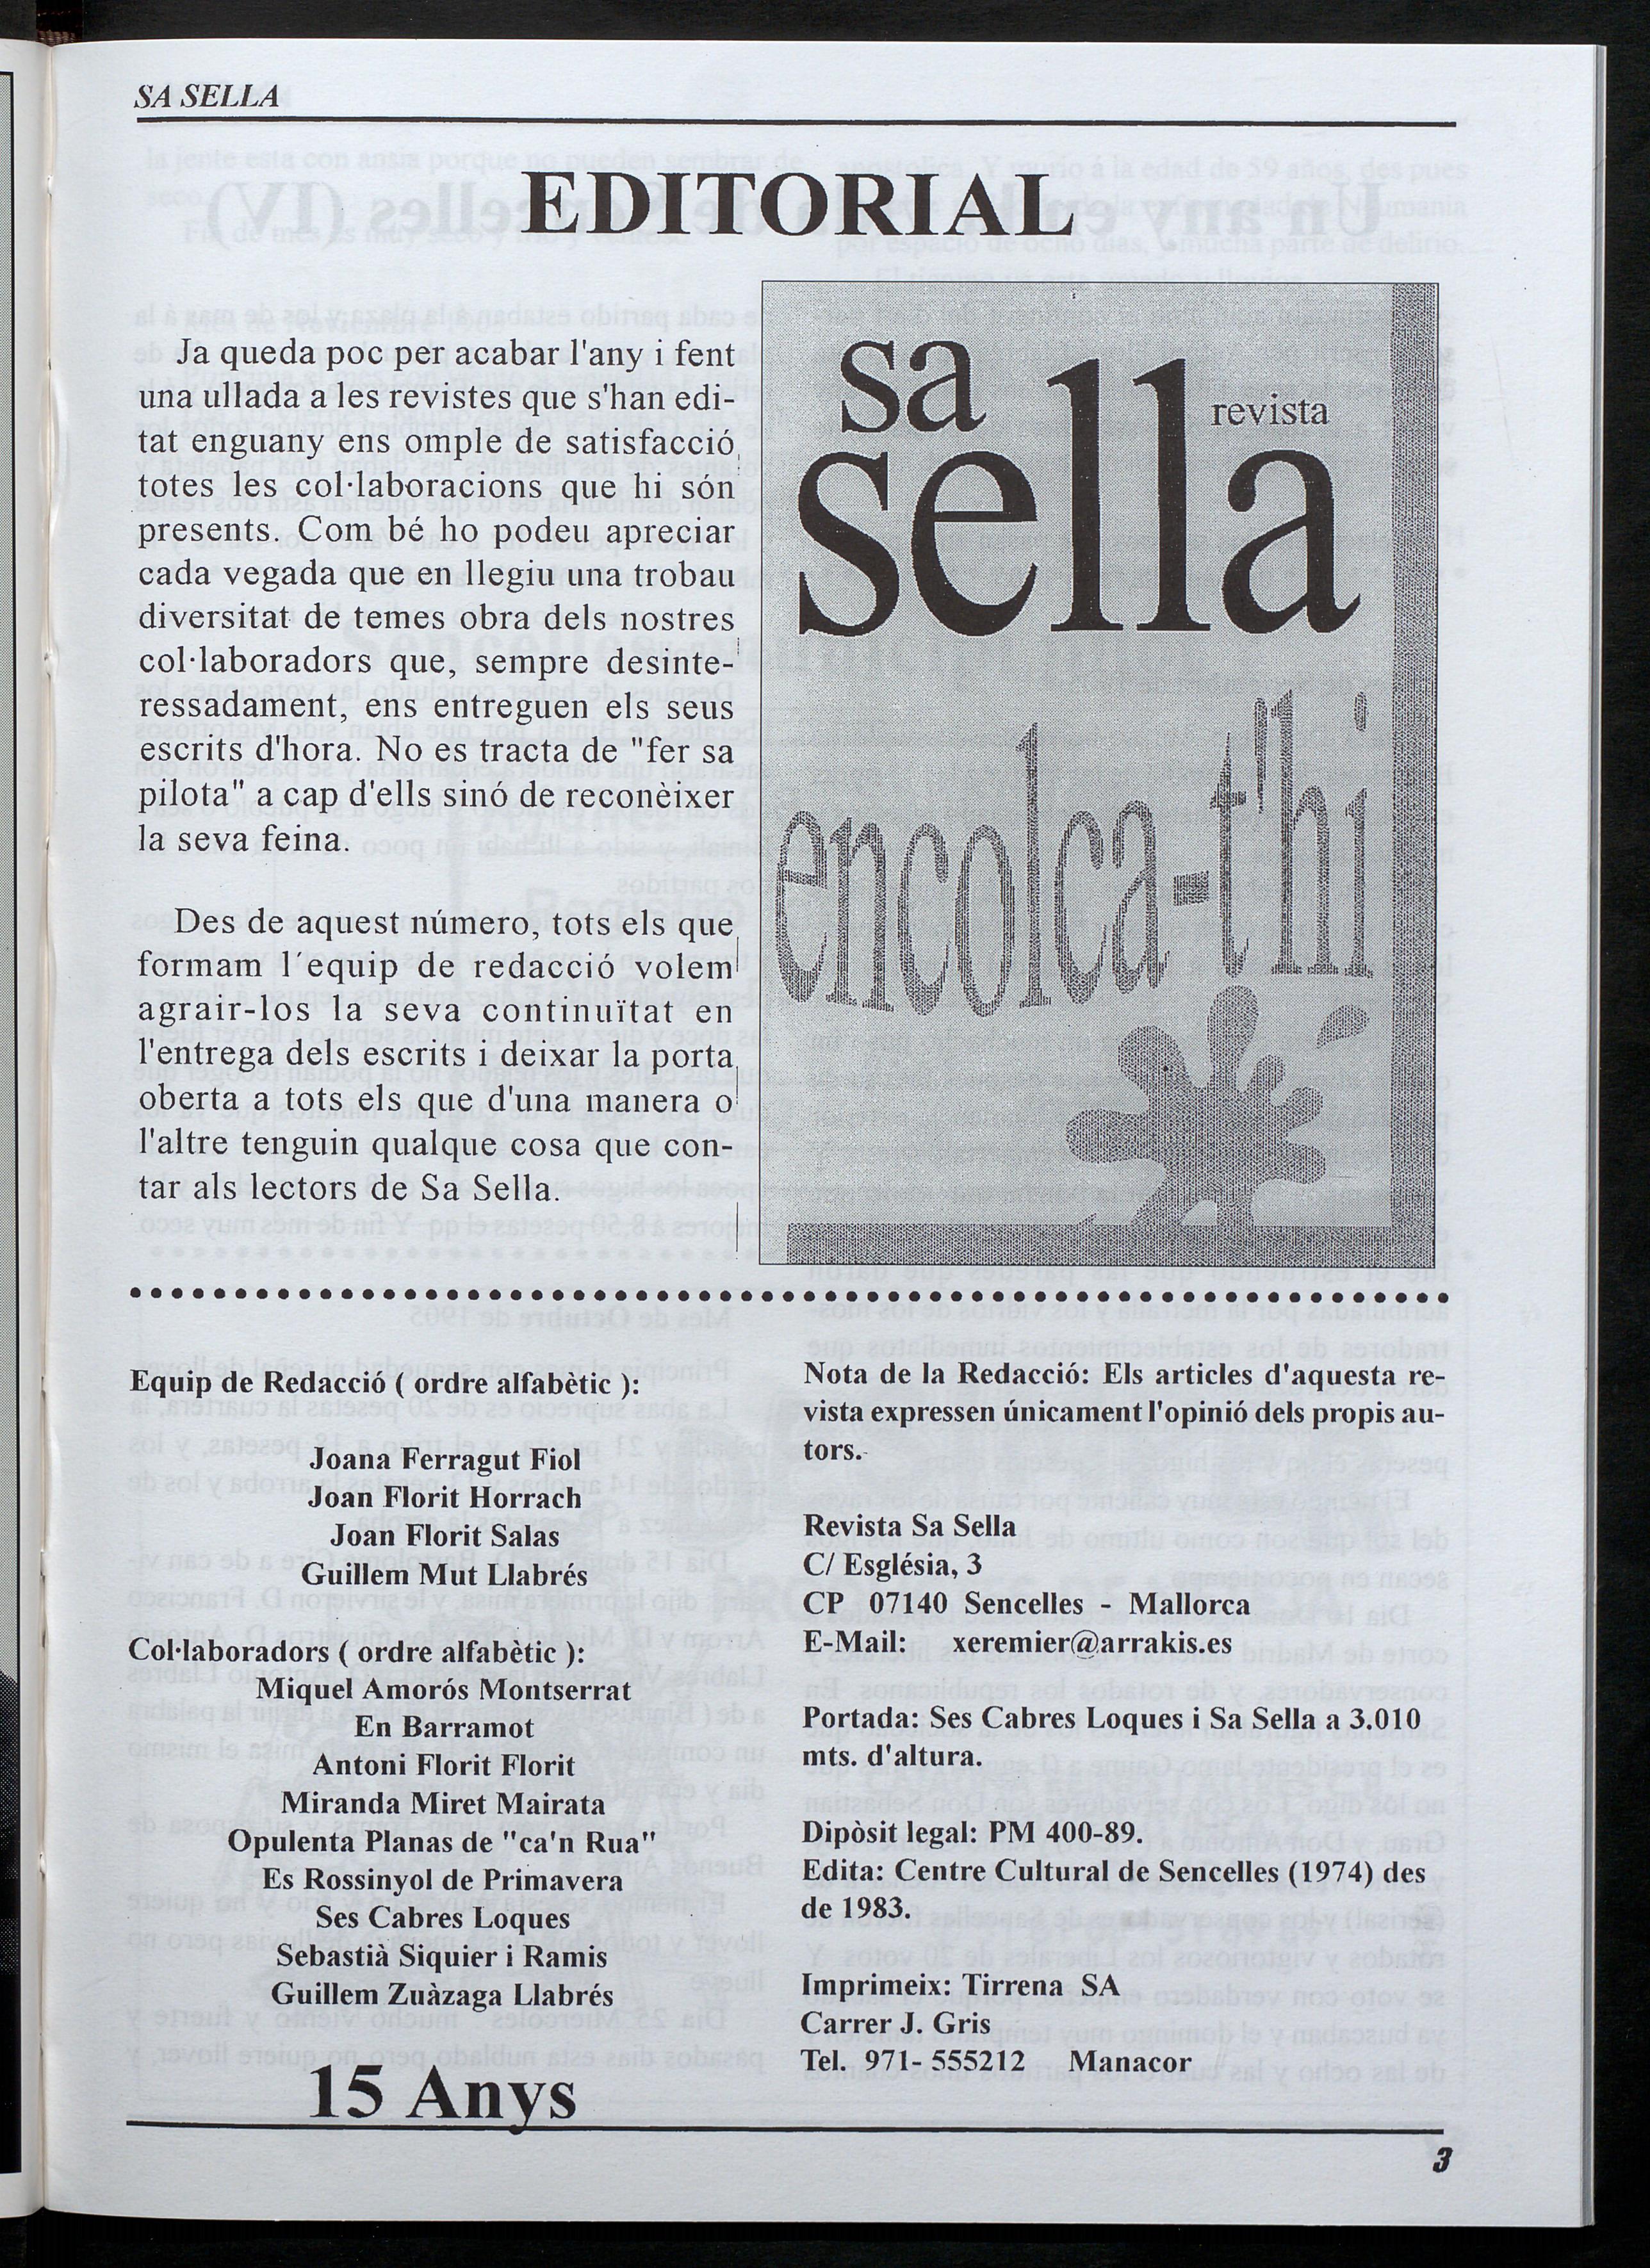 SA SELLA
EDITORIAL
Ja queda poc per acabar l'any i fent
una ullada a les revistes que s'han edi-
tat enguany ens omple de satisfacció
totes les col·laboracions que hi són
presents. Com bé ho podeu apreciar
cada vegada que en llegiu una trobau
diversitat de temes obra dels nostres
col·laboradors que, sempre desinte-
ressadament, ens entreguen els seus
escrits d'hora. No es tracta de "fer sa
pilota" a cap d'ells sinó de reconèixer
la seva feina.
Des de aquest número, tots els que
formam l´equip de redacció volem
agrair-los la seva continuïtat en
l'entrega dels escrits i deixar la porta
oberta a tots els que d'una manera o
l'altre tenguin qualque cosa que con-
tar als lectors de Sa Sella.
sa
revista
sella
encolca-t'hi
Equip de Redacció ( ordre alfabètic ):
Joana Ferragut Fiol
Joan Florit Horrach
Joan Florit Salas
Guillem Mut Llabrés
Col·laboradors ( ordre alfabètic ):
Miquel Amorós Montserrat
En Barramot
Antoni Florit Florit
Miranda Miret Mairata
Opulenta Planas de "ca'n Rua"
Es Rossinyol de Primavera
Ses Cabres Loques
Sebastià Siquier i Ramis
Guillem Zuàzaga Llabrés
15 Anys
Nota de la Redacció: Els articles d'aquesta re-
vista expressen únicament l'opinió dels propis au-
tors.
Revista Sa Sella
C/ Església, 3
CP 07140 Sencelles - Mallorca
E-Mail: xeremier@arrakis.es
Portada: Ses Cabres Loques i Sa Sella a 3.010
mts. d'altura.
Dipòsit legal: PM 400-89.
Edita: Centre Cultural de Sencelles (1974) des
de 1983.
Imprimeix: Tirrena SA
Carrer J. Gris
Tel. 971- 555212 Manacor
3